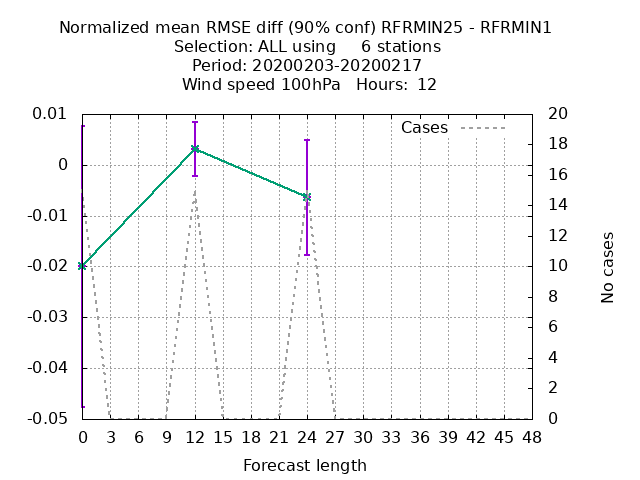 Normalized mean RMSE diff (90% conf) RFRMIN25 - RFRMIN1
Selection: ALL using 6 stations
Period: 20200203-20200217
Wind speed 100hPa Hours: 12
Cases
0.01
0
-0.01
-0.02
-0.03
-0.04
-0.05
20
18
16
14
12
10
8
6
4
2
0
No cases
0 3 6 9 12 15 18 21 24 27 30 33 36 39 42 45 48
Forecast length